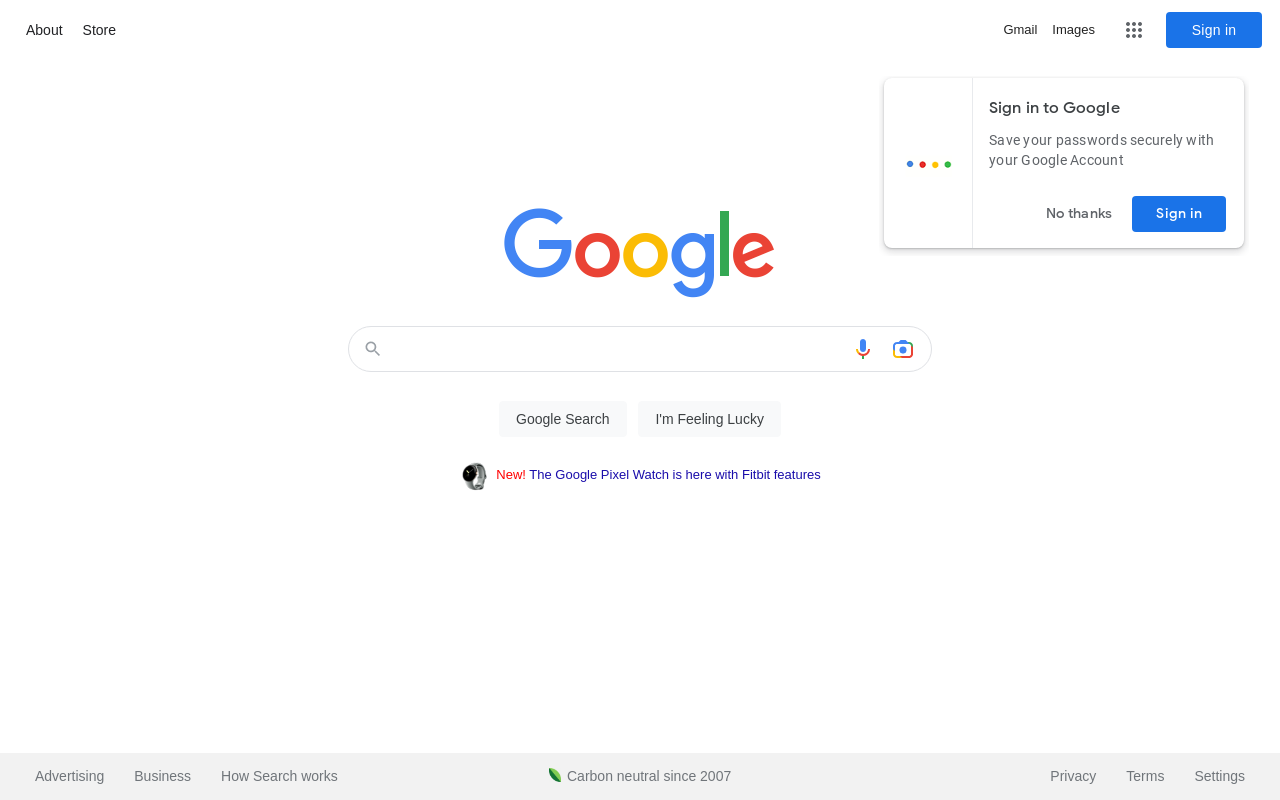 About Store Gmail Images Sign in
Sign in to Google
Save your passwords securely with
your Google Account
No thanks Sign in
Google
Google Search I'm Feeling Lucky
New! The Google Pixel Watch is here with Fitbit features
Advertising Business How Search works Carbon neutral since 2007 Privacy Terms Settings